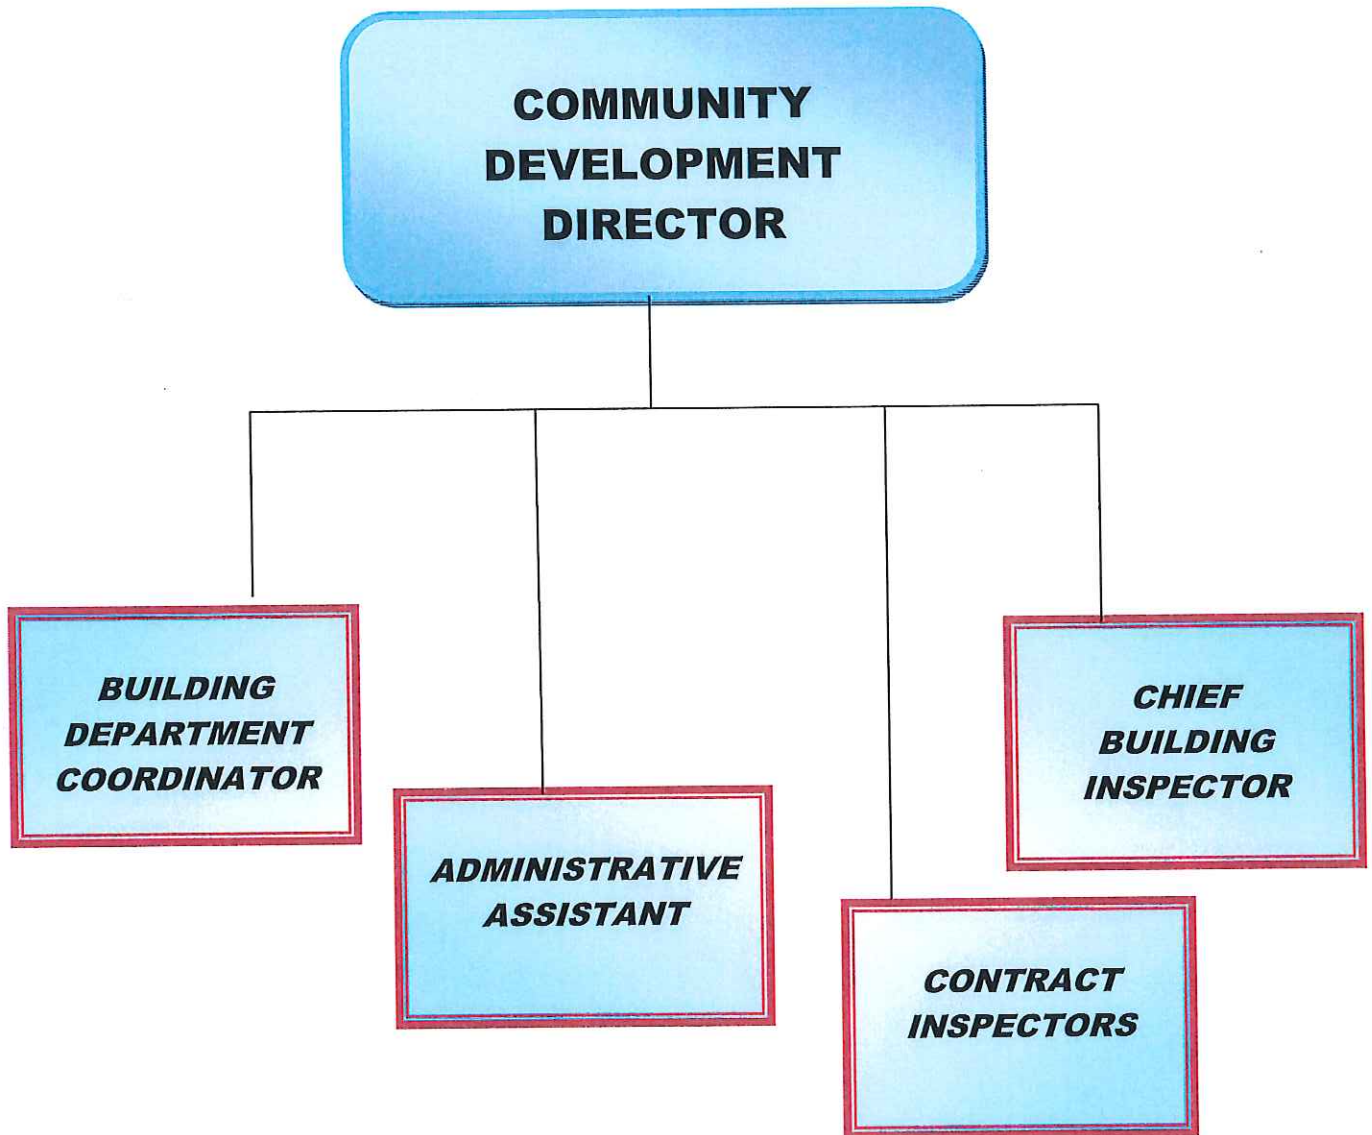 COMMUNITY
DEVELOPMENT
DIRECTOR
BUILDING
DEPARTMENT
COORDINATOR
ADMINISTRATIVE
ASSISTANT
CONTRACT
INSPECTORS
CHIEF
BUILDING
INSPECTOR